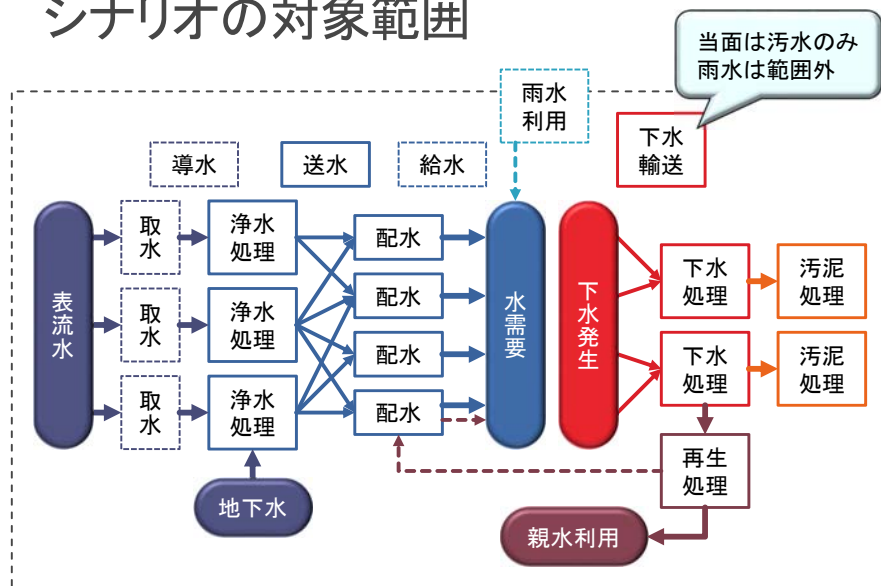 シナリオの対象範囲
当面は汚水のみ
雨水は範囲外
雨水
利用
下水
輸送
導水
送水
給水
表流水
取水
取水
取水
浄水
処理
浄水
処理
浄水
処理
配水
配水
配水
配水
水需要
下水発生
下水
処理
下水
処理
汚泥
処理
汚泥
処理
再生
処理
地下水
親水利用